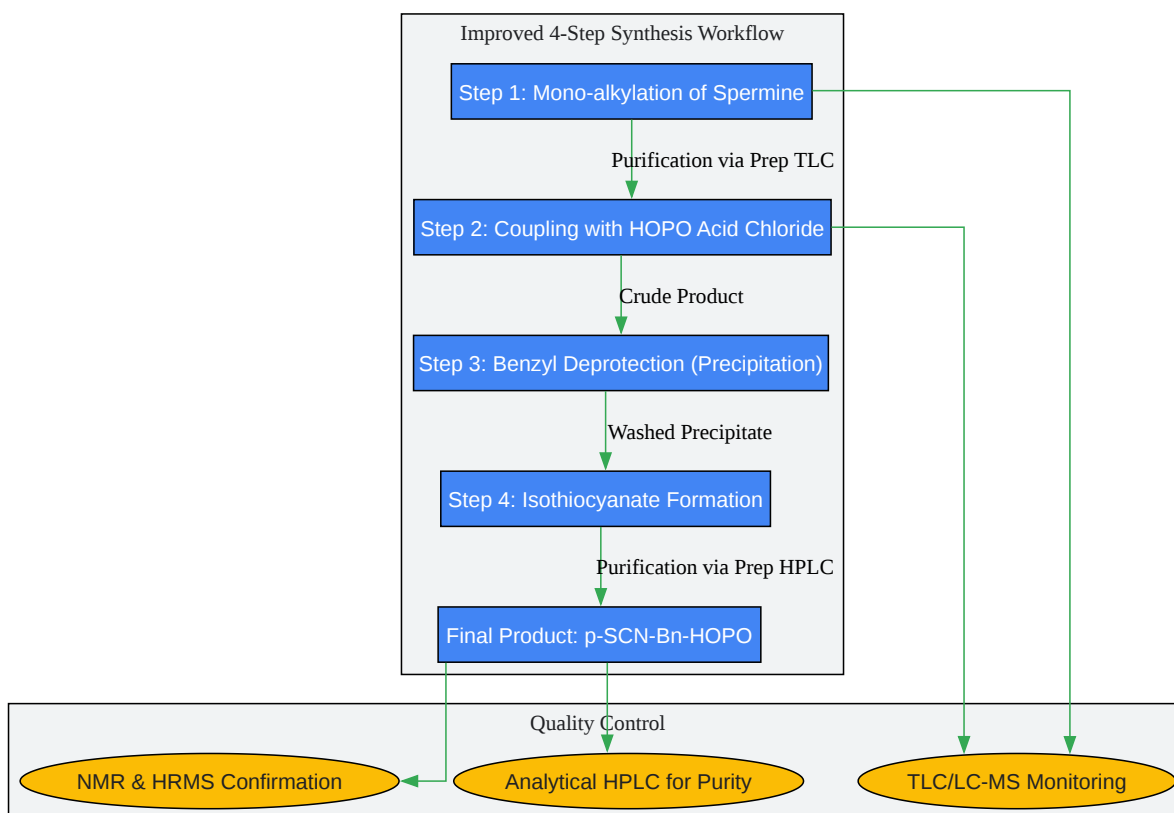 Improved 4-Step Synthesis Workflow
Step 1: Mono-alkylation of Spermine
Purification via Prep TLC
Step 2: Coupling with HOPO Acid Chloride
Crude Product
Step 3: Benzyl Deprotection (Precipitation)
Washed Precipitate
Step 4: Isothiocyanate Formation
Purification via Prep HPLC
Final Product: p-SCN-Bn-HOPO
Quality Control
NMR & HRMS Confirmation
Analytical HPLC for Purity
TLC/LC-MS Monitoring